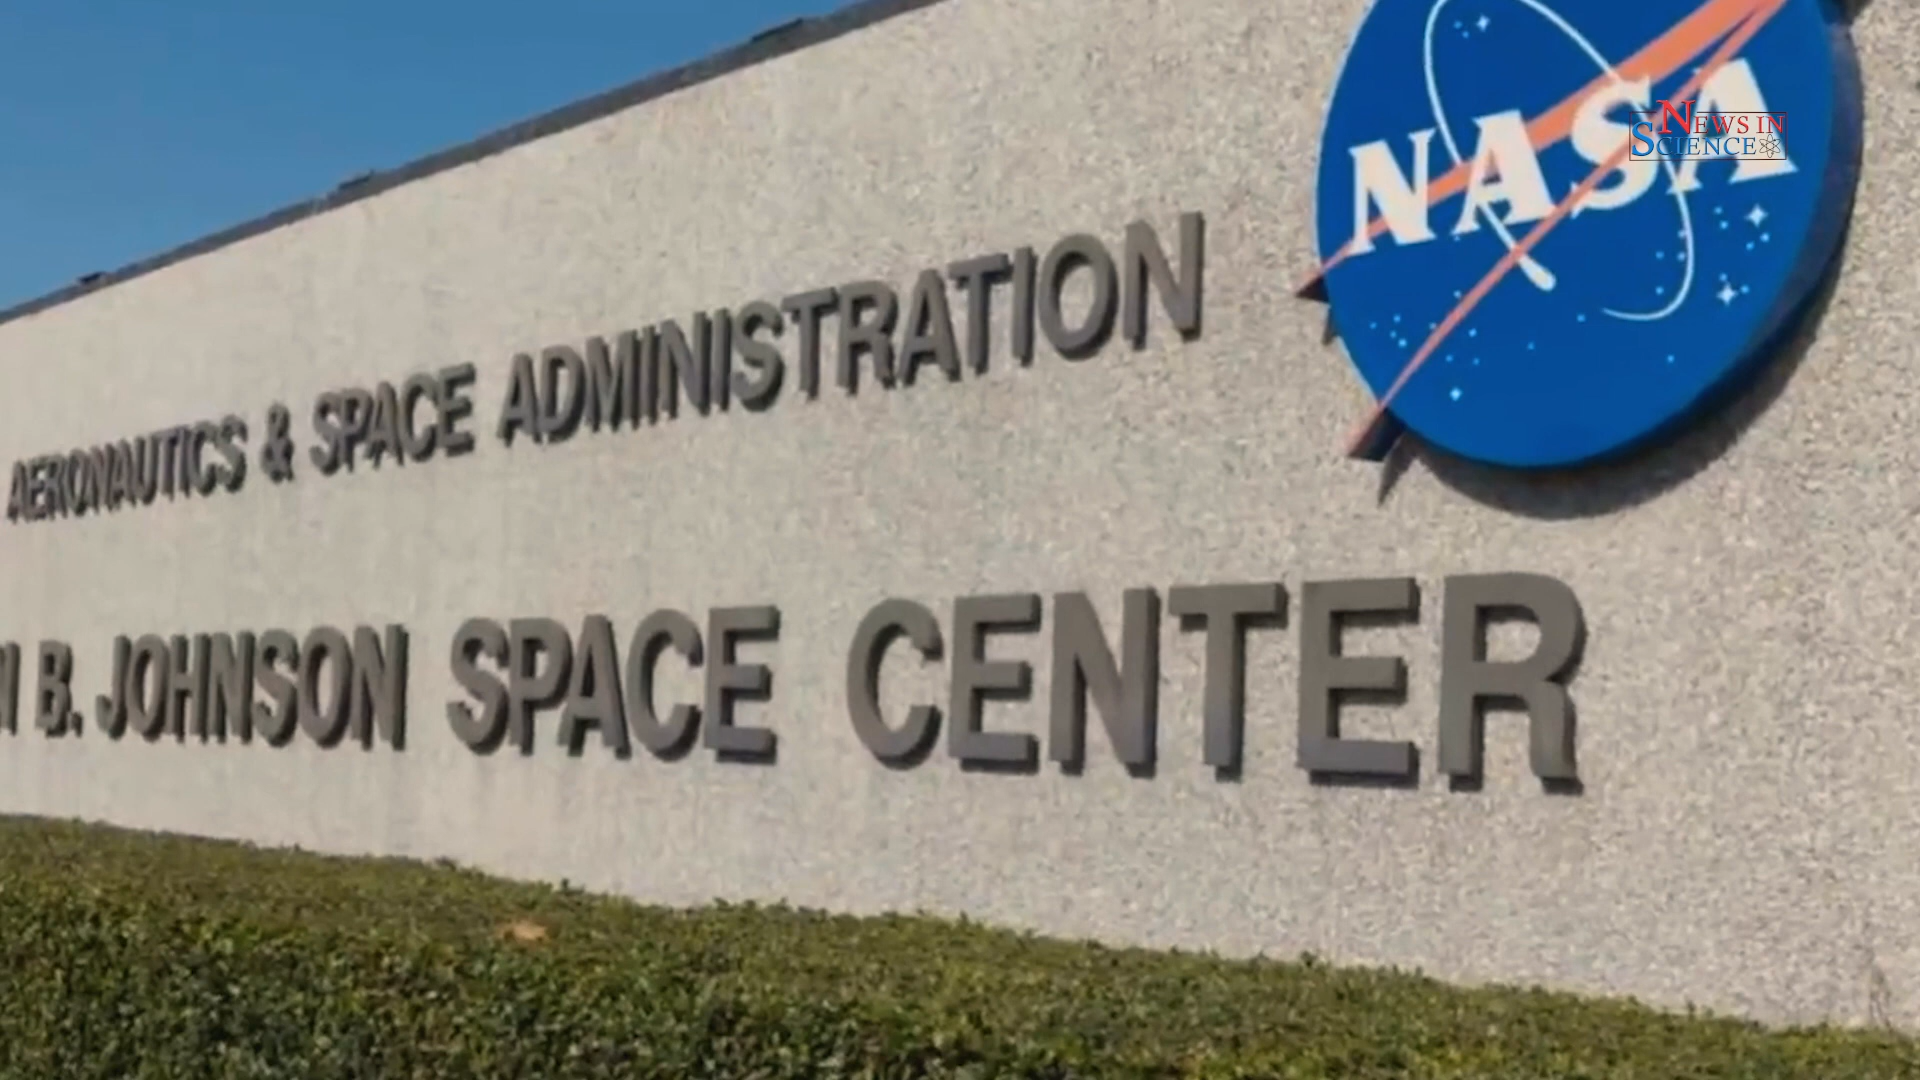 AERONAUTICS & SPACE ADMINISTRATION
B. JOHNSON SPACE CENTER
NASA
NEWS IN
SCIENCE